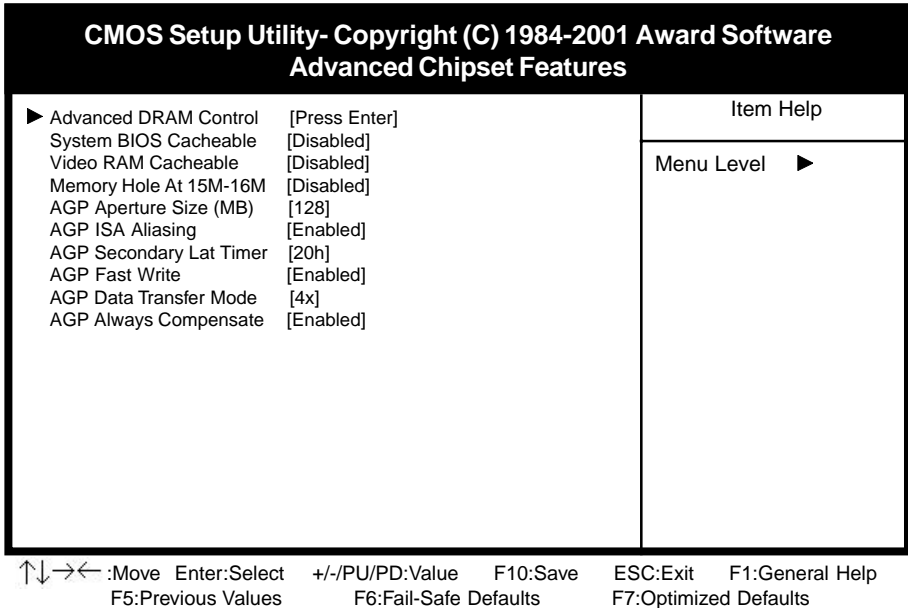 CMOS Setup Utility- Copyright (C) 1984-2001 Award Software
Advanced Chipset Features
▶ Advanced DRAM Control [Press Enter]
System BIOS Cacheable [Disabled]
Video RAM Cacheable [Disabled]
Memory Hole At 15M-16M [Disabled]
AGP Aperture Size (MB) [128]
AGP ISA Aliasing [Enabled]
AGP Secondary Lat Timer [20h]
AGP Fast Write [Enabled]
AGP Data Transfer Mode [4x]
AGP Always Compensate [Enabled]
Item Help
Menu Level ▶
↑↓→← :Move Enter:Select +/-/PU/PD:Value F10:Save ESC:Exit F1:General Help
F5:Previous Values F6:Fail-Safe Defaults F7:Optimized Defaults